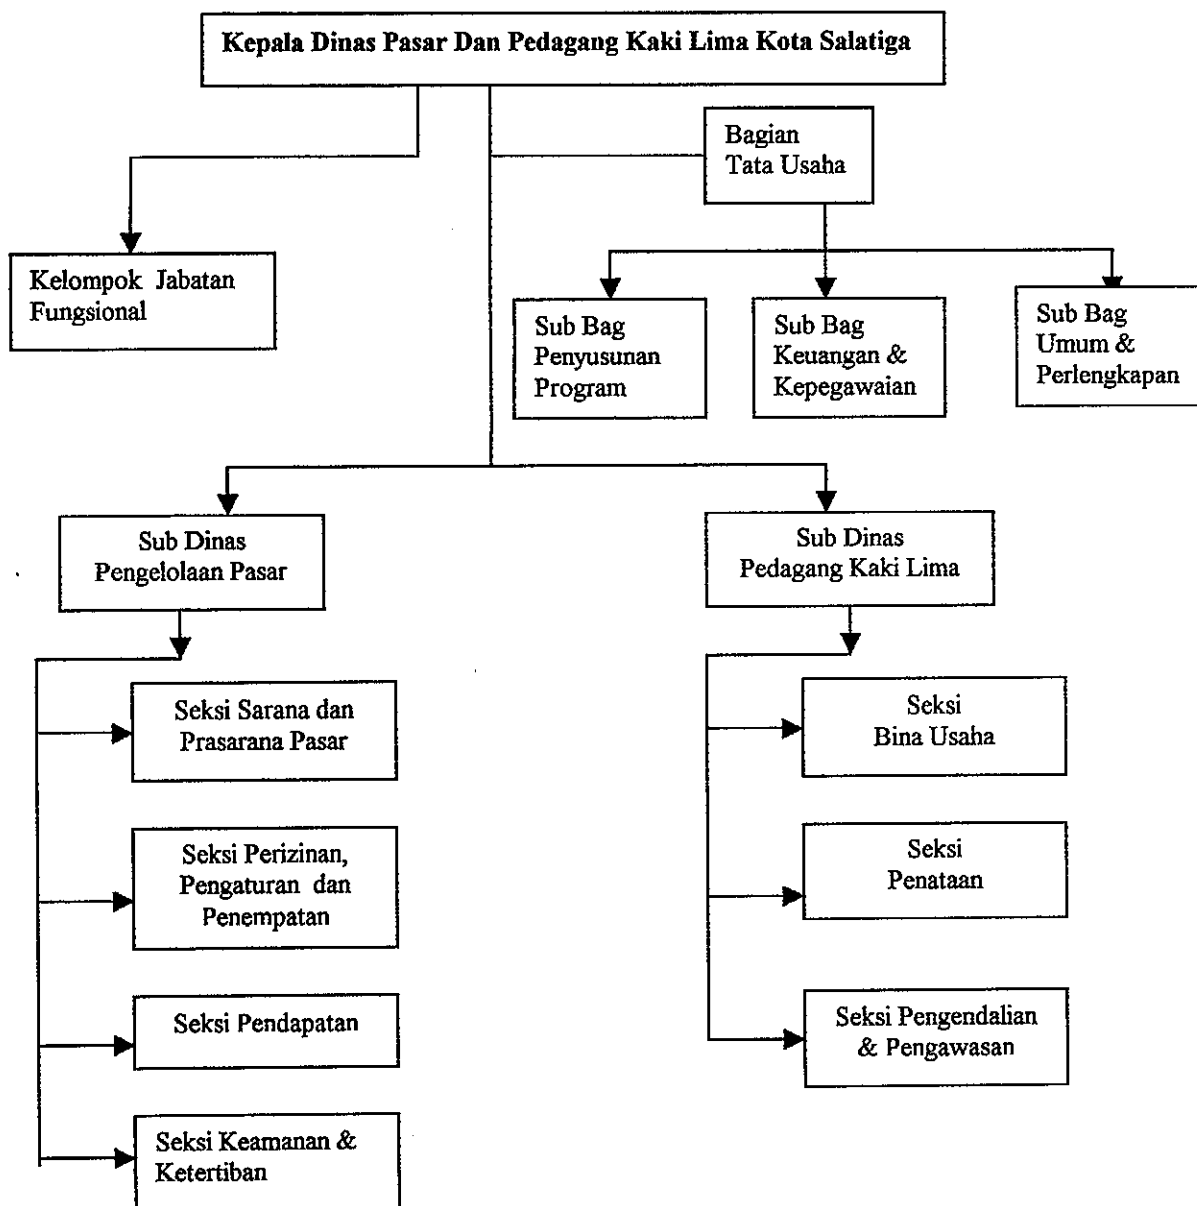 Kepala Dinas Pasar Dan Pedagang Kaki Lima Kota Salatiga
Bagian
Tata Usaha
Kelompok Jabatan
Fungsional
Sub Bag
Penyusunan
Program
Sub Bag
Keuangan &
Kepegawaian
Sub Bag
Umum &
Perlengkapan
Sub Dinas
Pengelolaan Pasar
Sub Dinas
Pedagang Kaki Lima
Seksi Sarana dan
Prasarana Pasar
Seksi Perizinan,
Pengaturan dan
Penempatan
Seksi Pendapatan
Seksi Keamanan &
Ketertiban
Seksi
Bina Usaha
Seksi
Penataan
Seksi Pengendalian
& Pengawasan